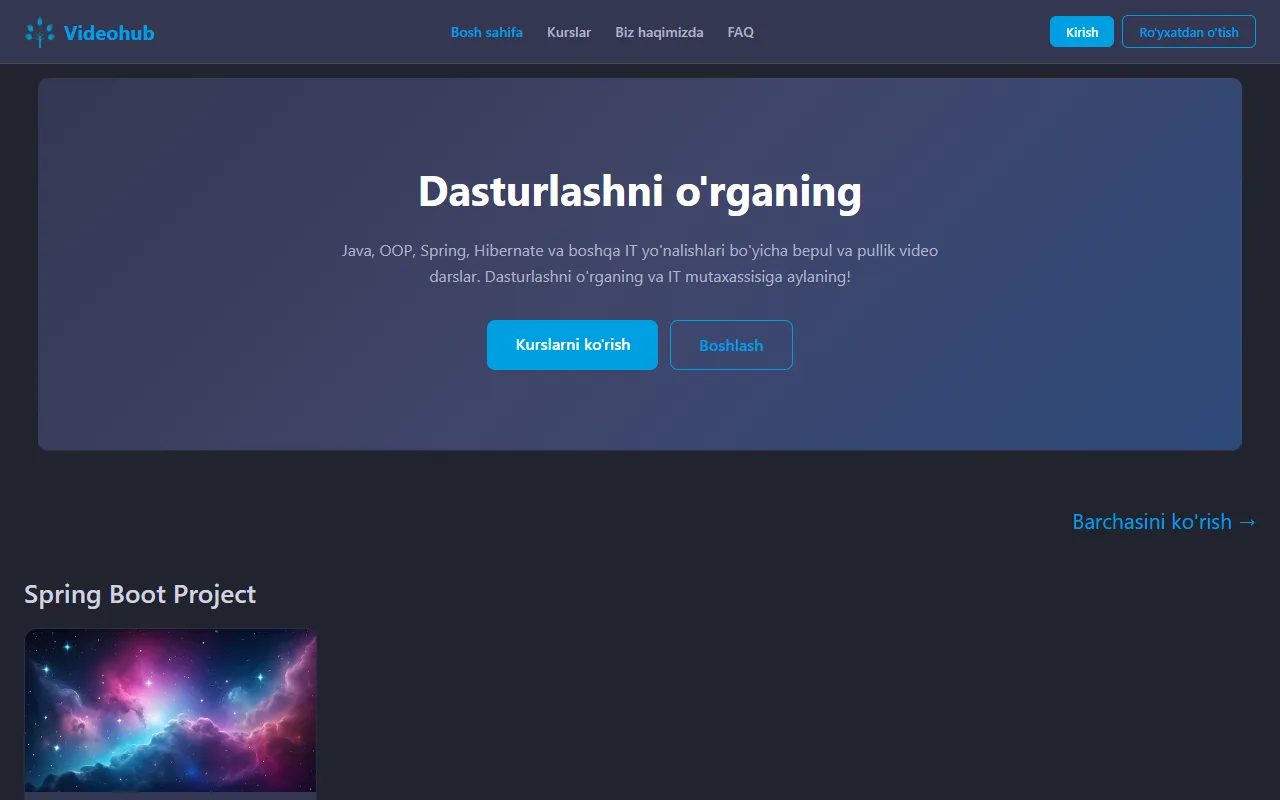 Videohub
Bosh sahifa
Kurslar
Biz haqimizda
FAQ
Kirish
Ro'yxatdan o'tish
Dasturlashni o'rganing
Java, OOP, Spring, Hibernate va boshqa IT yo'nalishlari bo'yicha bepul va pullik video
darslar. Dasturlashni o'rganing va IT mutaxassisiga aylaning!
Kurslarni ko'rish
Boshlash
Barchasini ko'rish →
Spring Boot Project